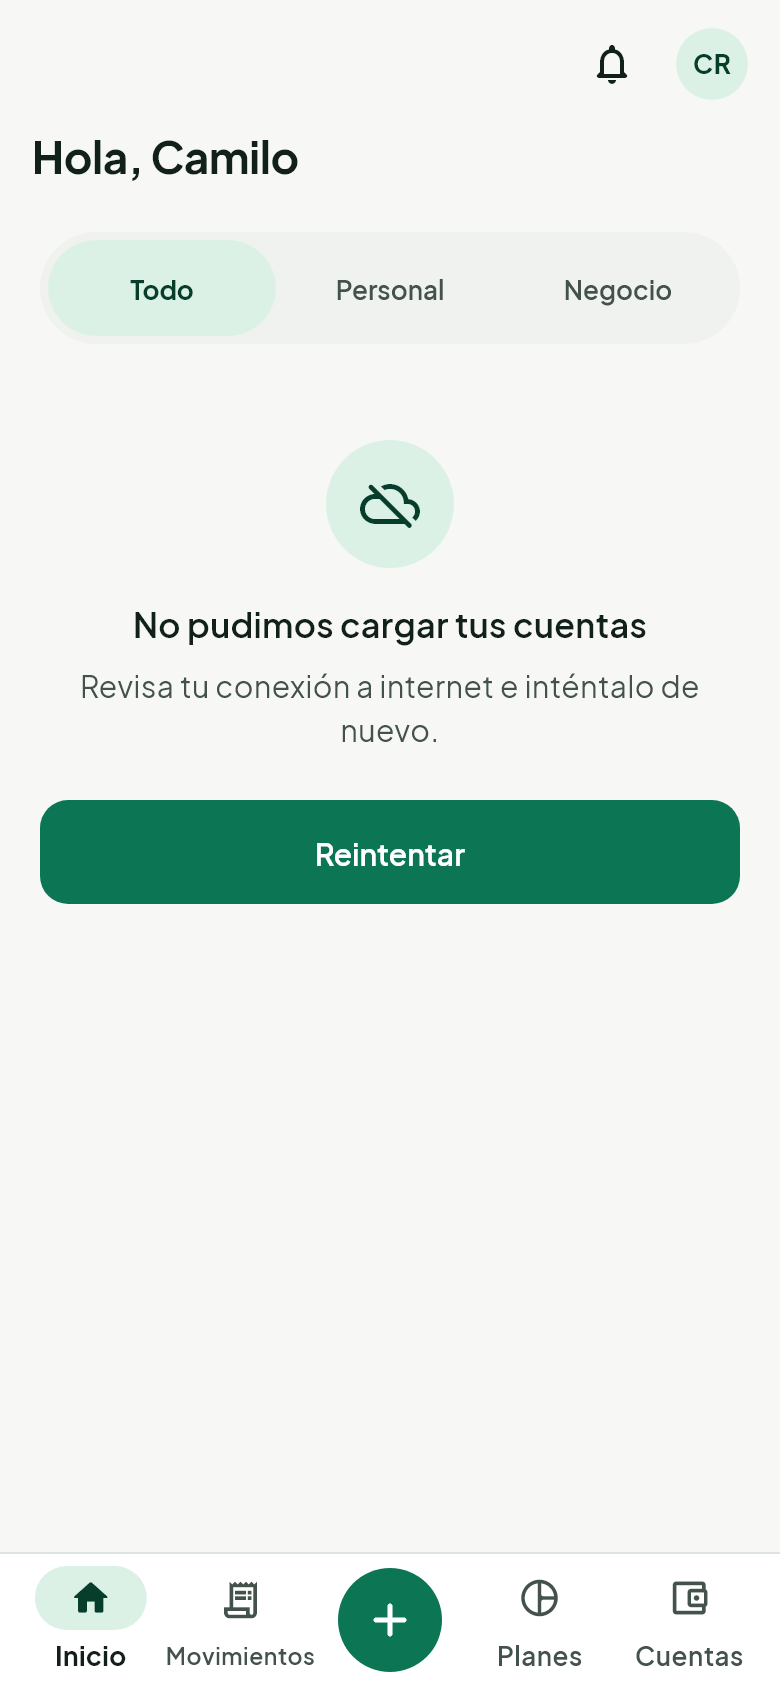 CR
Hola, Camilo
Todo
Personal
Negocio
No pudimos cargar tus cuentas
Revisa tu conexión a internet e inténtalo de
nuevo.
Reintentar
Inicio
Movimientos
Planes
Cuentas